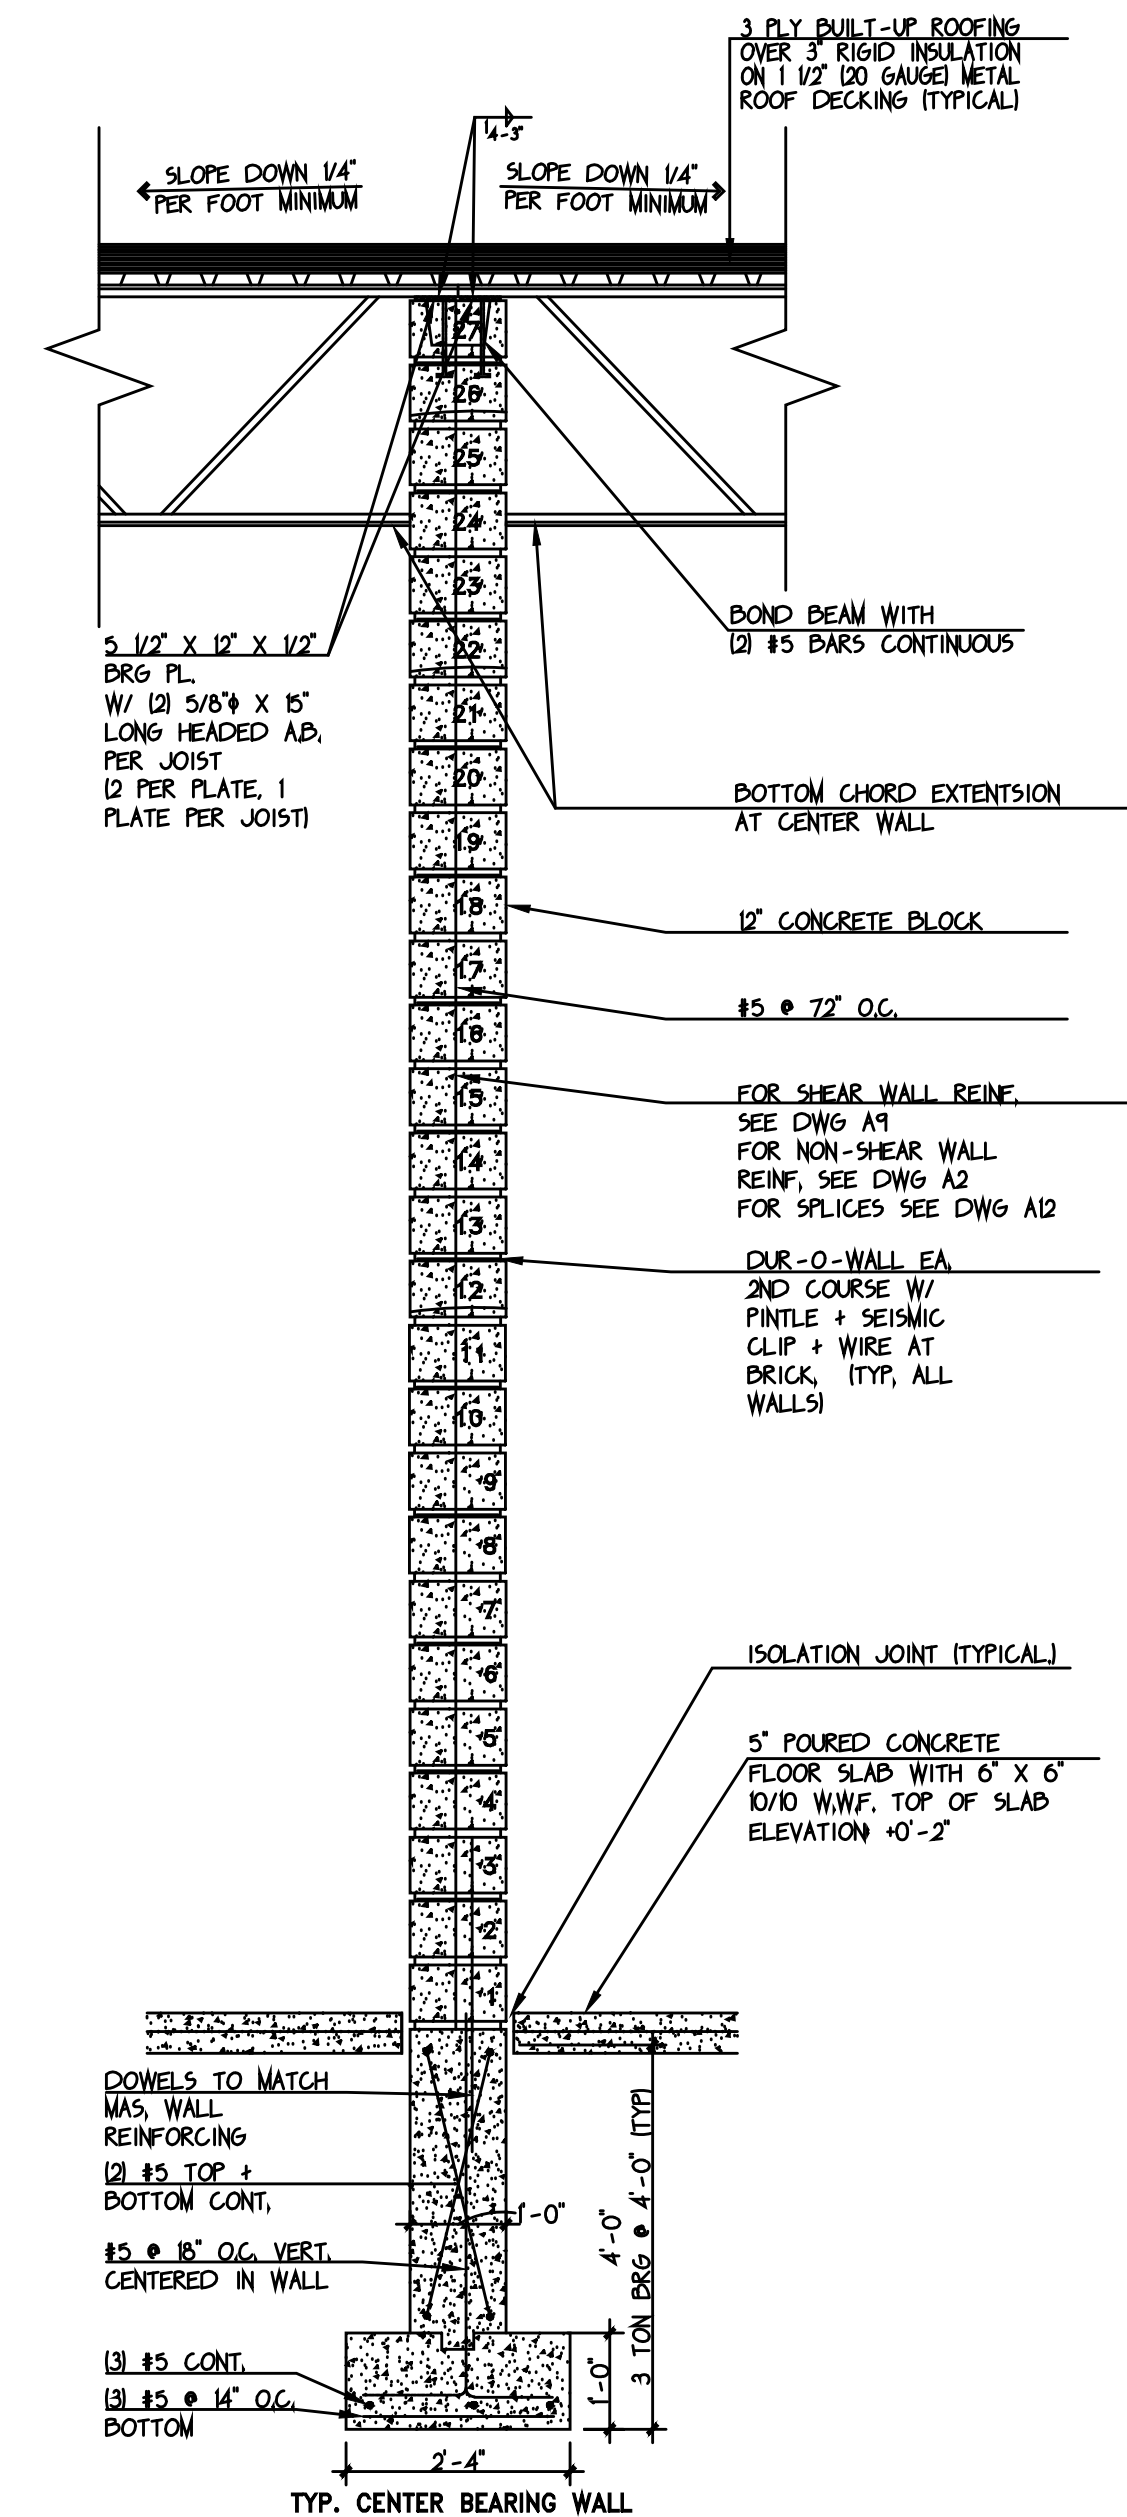 3 PLY BUILT-UP ROOFING
OVER 3" RIGID INSULATION
ON 1 1/2" (20 GAUGE) METAL
ROOF DECKING (TYPICAL)
SLOPE DOWN 1/4"
PER FOOT MINIMUM
1/4-3"
SLOPE DOWN 1/4"
PER FOOT MINIMUM
27
26
25
24
23
22
21
20
19
18
17
16
15
14
13
12
11
10
9
8
7
6
5
4
3
2
1
5 1/2" X 12" X 1/2"
BRG PL.
W/ (2) 5/8"ϕ X 15"
LONG HEADED A.B.
PER JOIST
(2 PER PLATE, 1
PLATE PER JOIST)
BOND BEAM WITH
(2) #5 BARS CONTINUOUS
BOTTOM CHORD EXTENTSION
AT CENTER WALL
12" CONCRETE BLOCK
#5 @ 72" O.C.
FOR SHEAR WALL REINF.
SEE DWG A9
FOR NON-SHEAR WALL
REINF. SEE DWG A2
FOR SPLICES SEE DWG A12
DUR-O-WALL EA.
2ND COURSE W/
PINTLE + SEISMIC
CLIP + WIRE AT
BRICK. (TYP. ALL
WALLS)
ISOLATION JOINT (TYPICAL.)
5" POURED CONCRETE
FLOOR SLAB WITH 6" X 6"
10/10 W.W.F. TOP OF SLAB
ELEVATION: +0'-2"
DOWELS TO MATCH
MAS. WALL
REINFORCING
(2) #5 TOP +
BOTTOM CONT.
#5 @ 18" O.C. VERT.
CENTERED IN WALL
(3) #5 CONT.
(3) #5 @ 14" O.C.
BOTTOM
1'-0"
4'-0"
3 TON BRG @ 4'-0" (TYP)
1'-0"
2'-4"
TYP. CENTER BEARING WALL